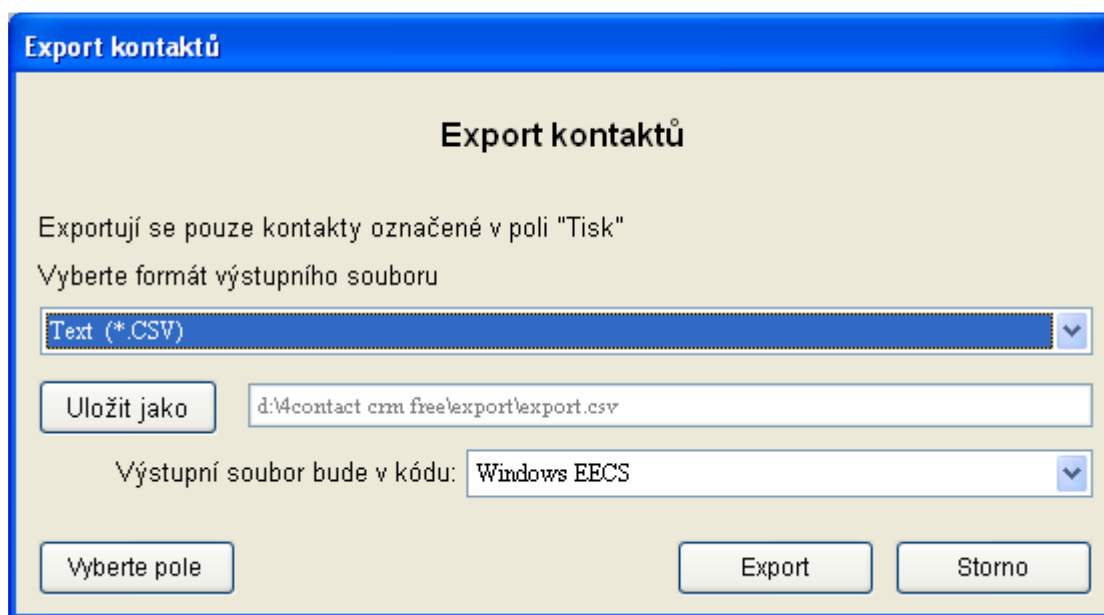 Export kontaktů
Export kontaktů
Exportují se pouze kontakty označené v poli "Tisk"
Vyberte formát výstupního souboru
Text (*.CSV)
Uložit jako d:\4contact crm free\export\export.csv
Výstupní soubor bude v kódu: Windows EECS
Vyberte pole Export Storno